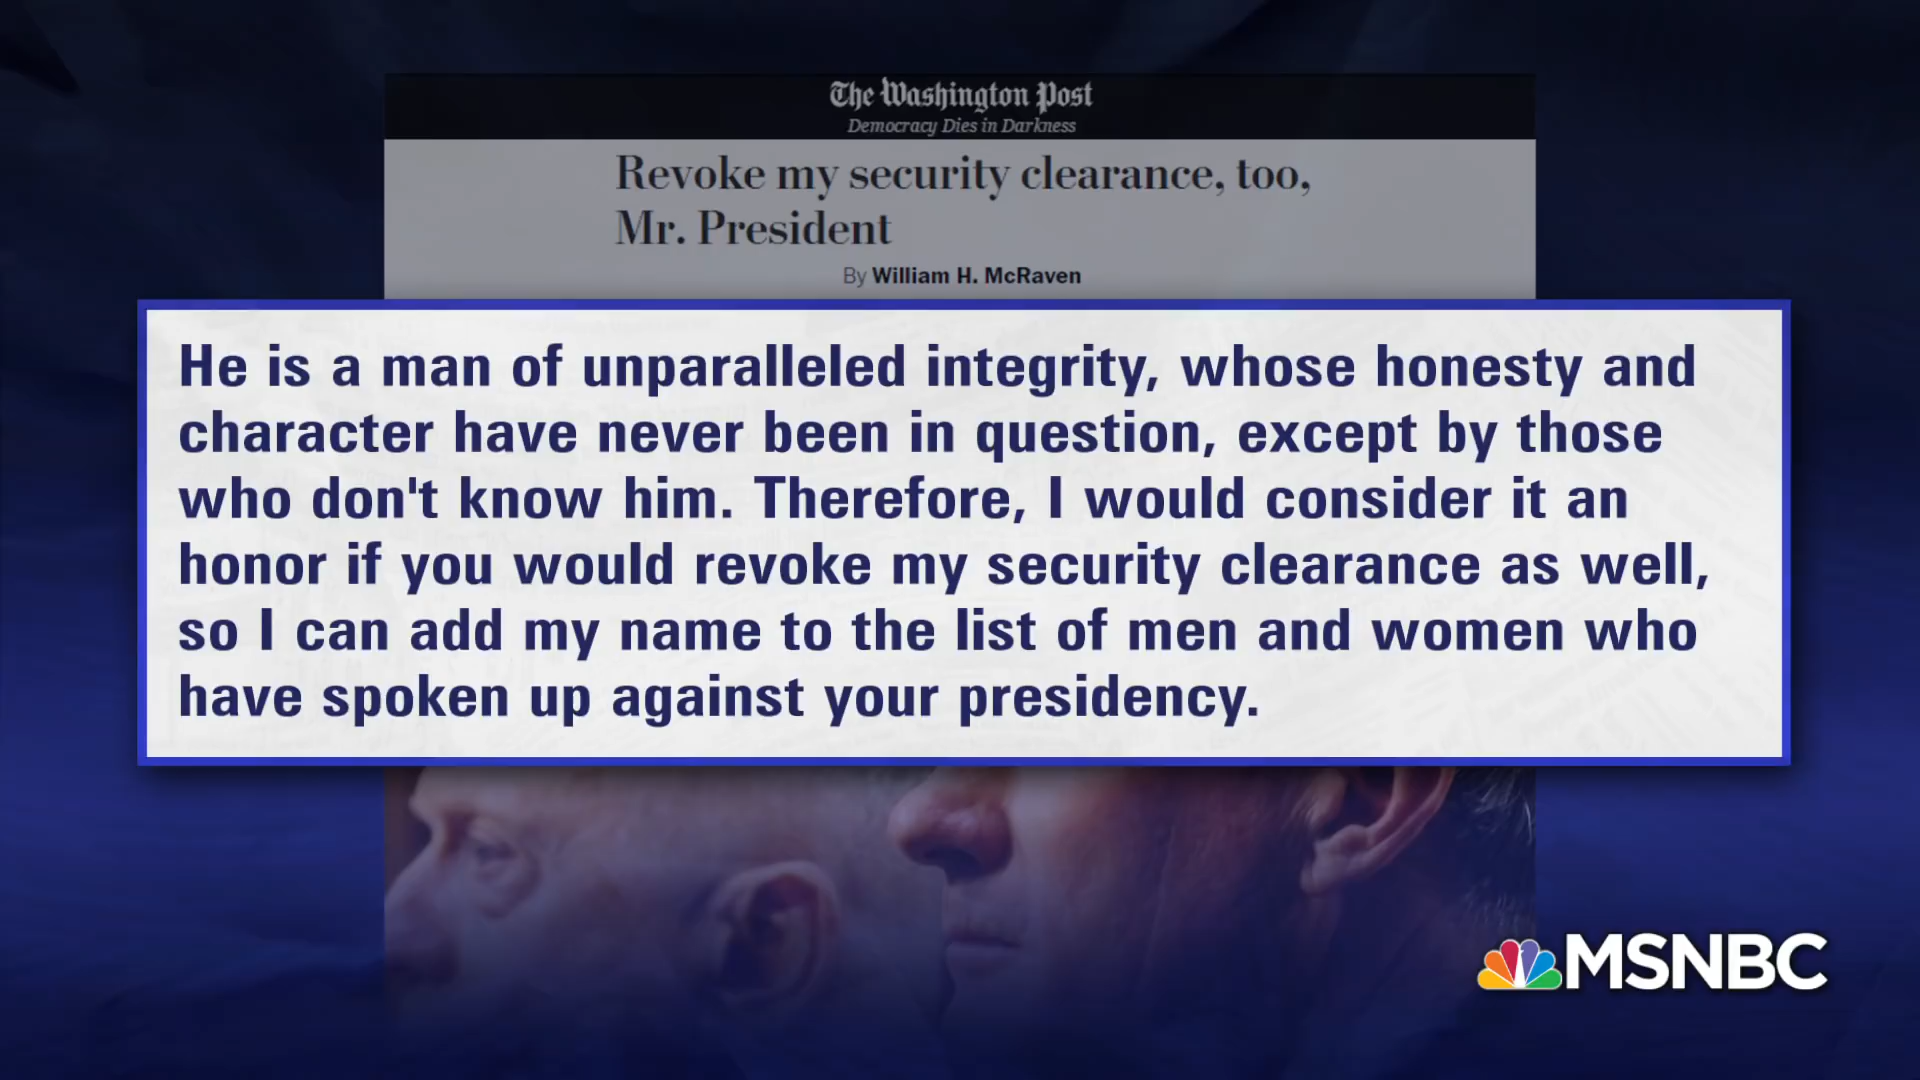 The Washington Post
Democracy Dies in Darkness
Revoke my security clearance, too,
Mr. President
By William H. McRaven
He is a man of unparalleled integrity, whose honesty and
character have never been in question, except by those
who don't know him. Therefore, I would consider it an
honor if you would revoke my security clearance as well,
so I can add my name to the list of men and women who
have spoken up against your presidency.
MSNBC